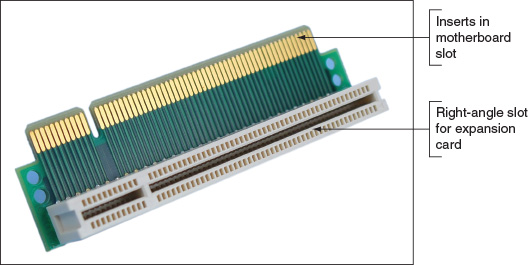 Inserts in
motherboard
slot
Right-angle slot
for expansion
card